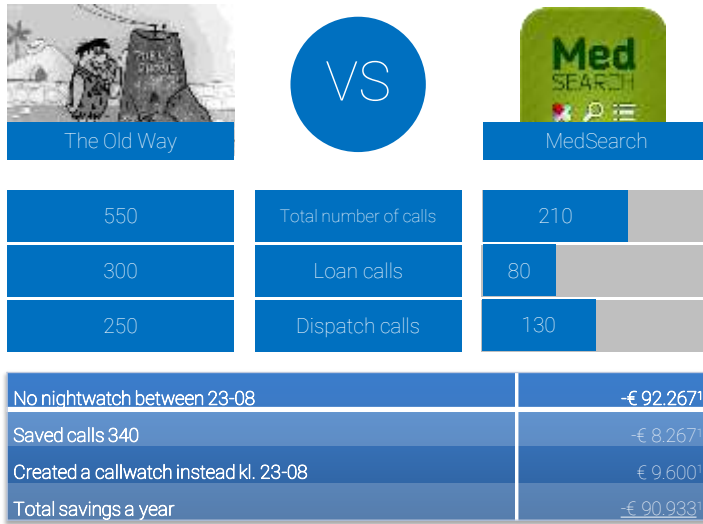 Med
SEARCH
The Old Way
VS
MedSearch
550
Total number of calls
210
300
Loan calls
80
250
Dispatch calls
130
No nightwatch between 23-08
-€ 92.267¹
Saved calls 340
-€ 8.267¹
Created a callwatch instead kl. 23-08
€ 9.600¹
Total savings a year
-€ 90.933¹